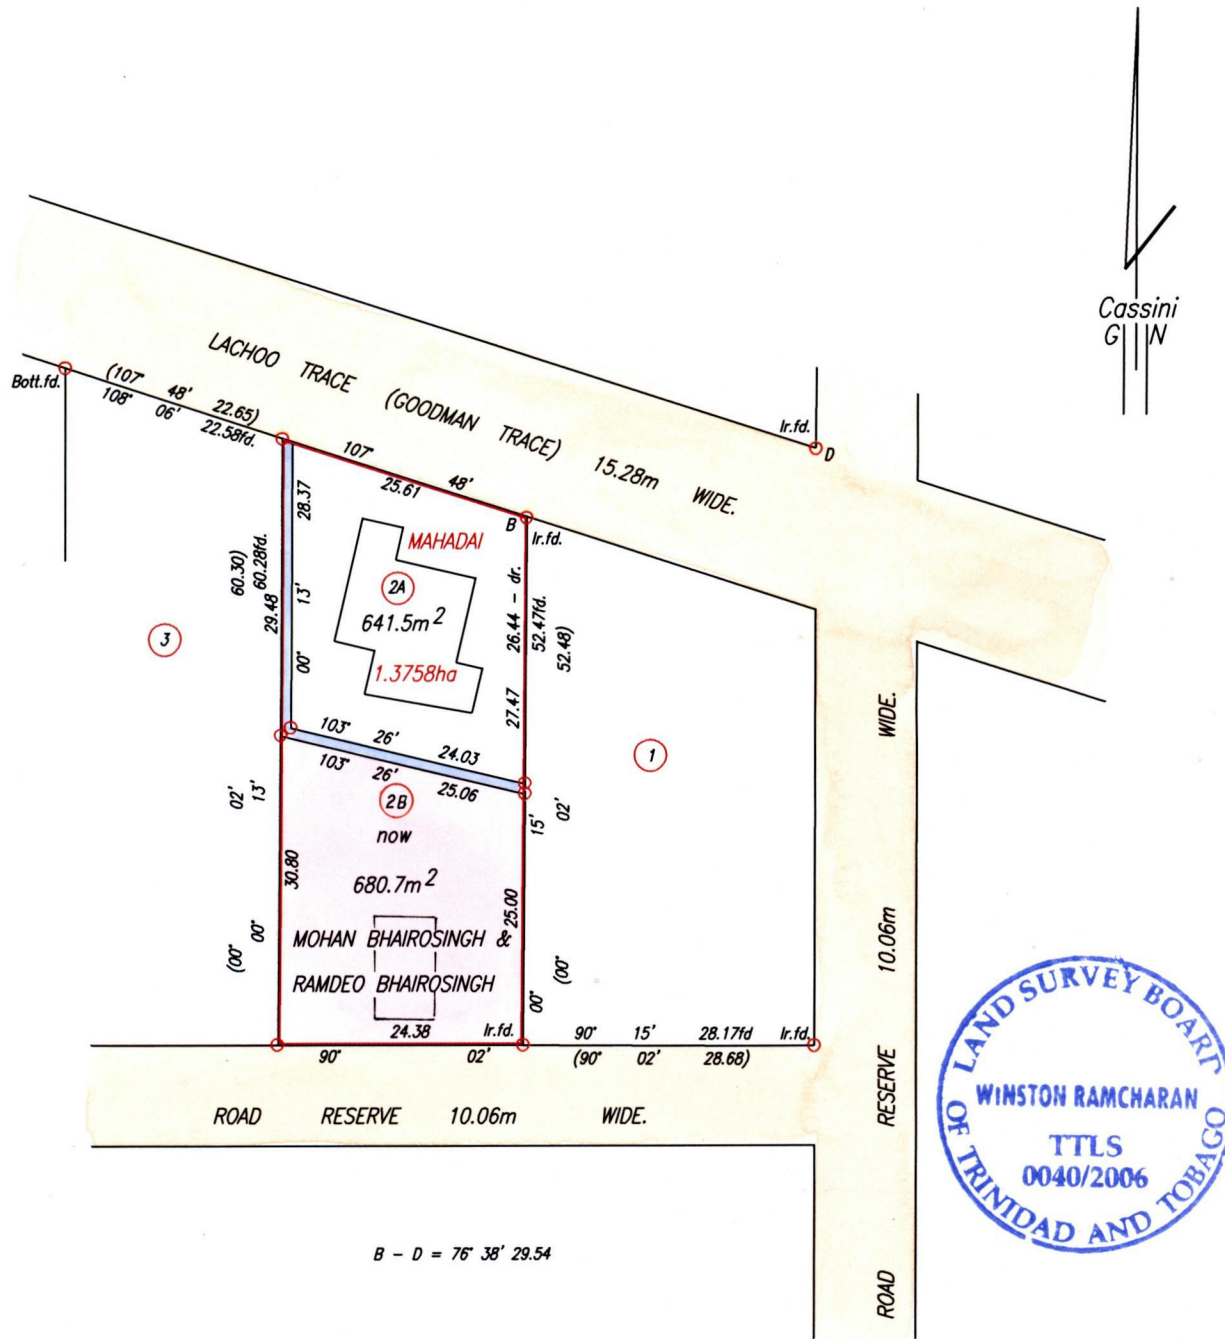 Cassini
G N
LACHOO TRACE (GOODMAN TRACE) 15.28m WIDE.
Bott.fd.
(107° 48' 22.65)
108° 06' 22.58fd.
Ir.fd.
D
107° 48'
25.61
B
Ir.fd.
28.37
13'
00°
MAHADAI
2A
641.5m²
1.3758ha
60.30)
60.28fd.
29.48
26.44 - dr.
52.47fd.
52.48)
27.47
3
1
103° 26' 24.03
103° 26' 25.06
2B
now
680.7m²
MOHAN BHAIROSINGH &
RAMDEO BHAIROSINGH
02'
13'
30.80
(00°
00°
15'
02'
25.00
00°
(00°
24.38
Ir.fd.
90° 02'
90° 15' 28.17fd
(90° 02' 28.68)
Ir.fd.
ROAD RESERVE 10.06m WIDE.
ROAD RESERVE 10.06m WIDE.
B - D = 76° 38' 29.54
LAND SURVEY BOARD
OF TRINIDAD AND TOBAGO
WINSTON RAMCHARAN
TTLS
0040/2006